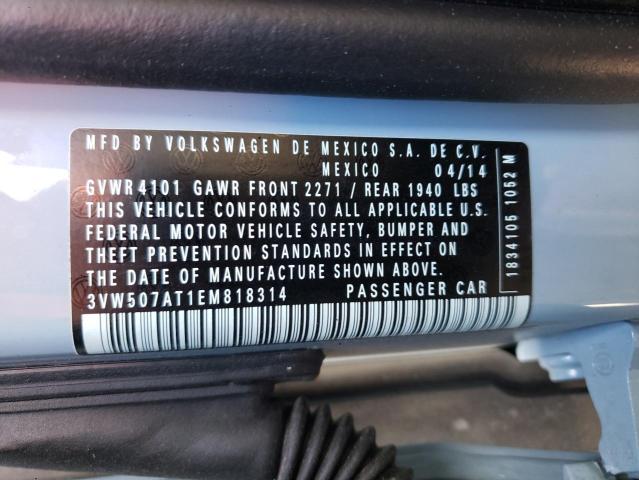 MFD BY VOLKSWAGEN DE MEXICO S.A. DE C.V.
MEXICO 04/14
GVWR 4101 GAWR FRONT 2271 / REAR 1940 LBS
THIS VEHICLE CONFORMS TO ALL APPLICABLE U.S.
FEDERAL MOTOR VEHICLE SAFETY, BUMPER AND
THEFT PREVENTION STANDARDS IN EFFECT ON
THE DATE OF MANUFACTURE SHOWN ABOVE.
3VW507AT1EM818314 PASSENGER CAR
1834105 1052 M